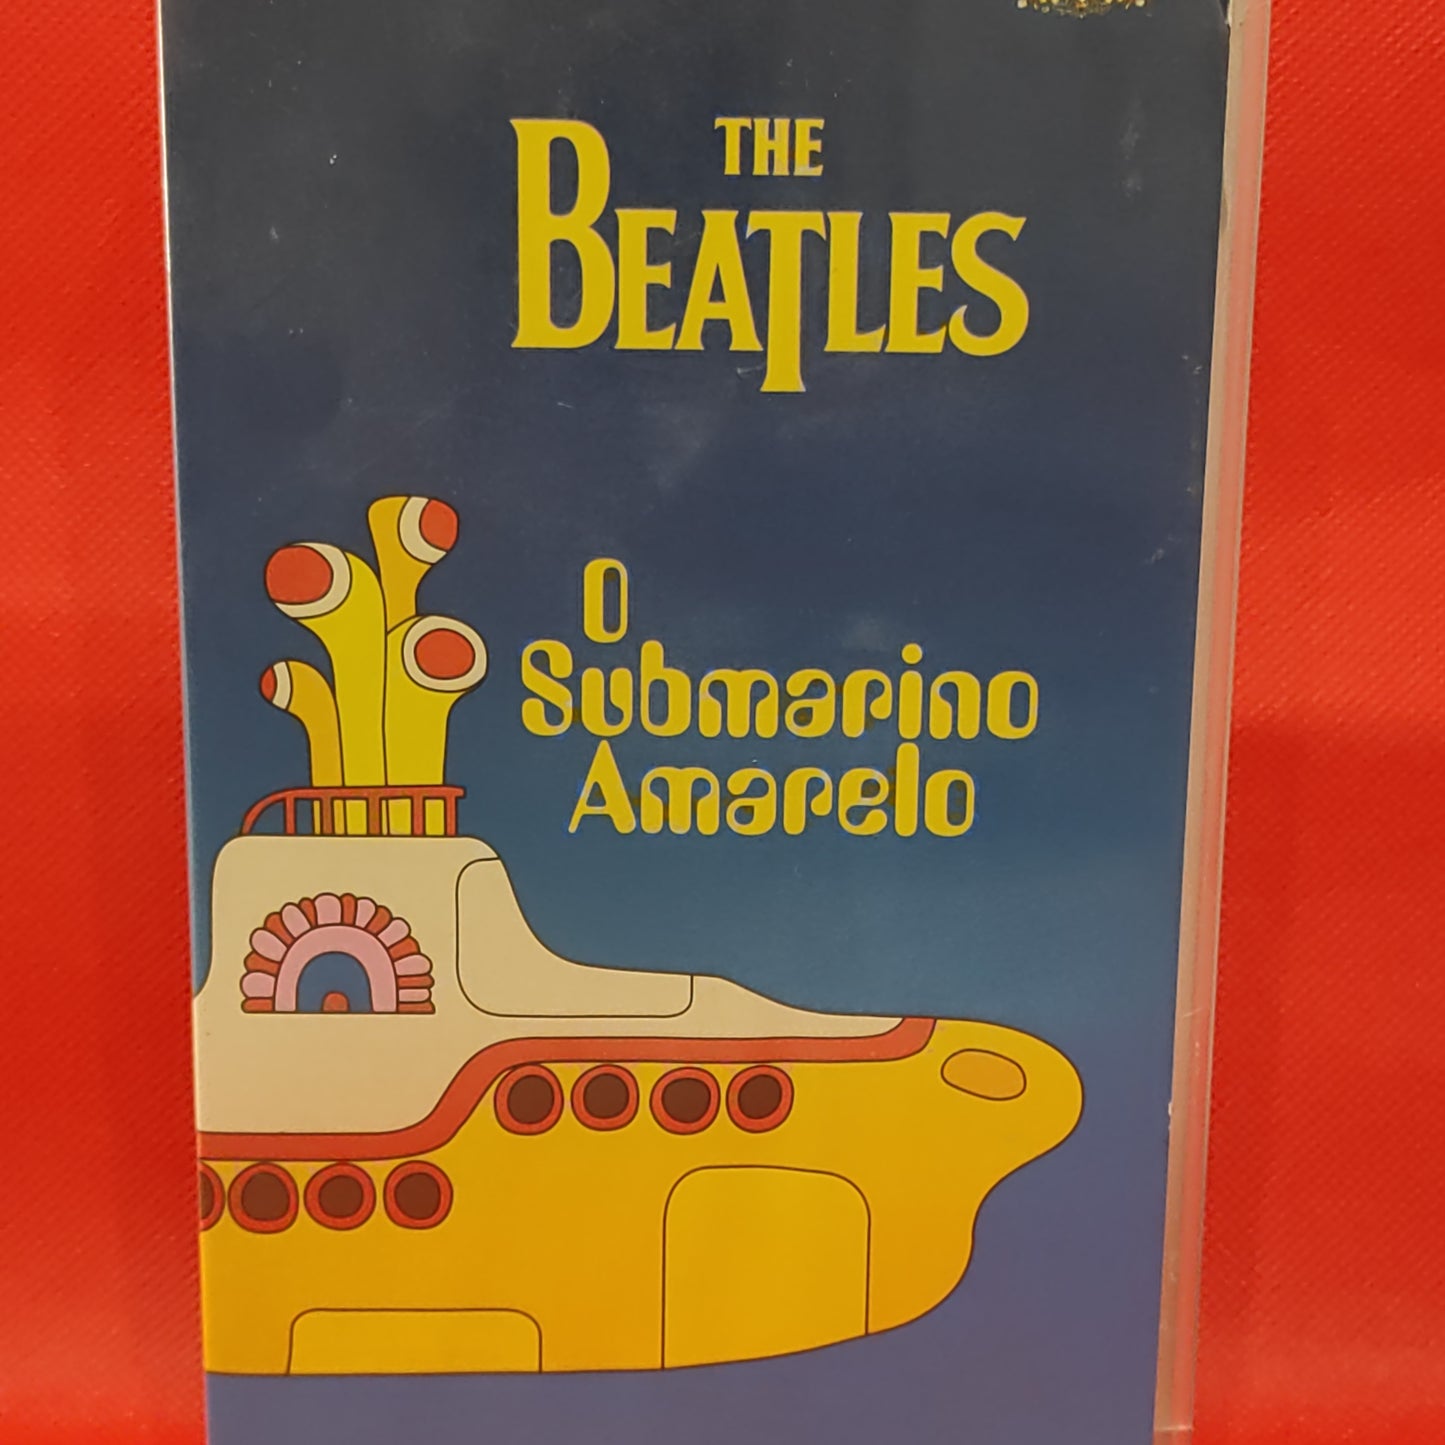 THE
BEATLES
O
Submarino
Amarelo